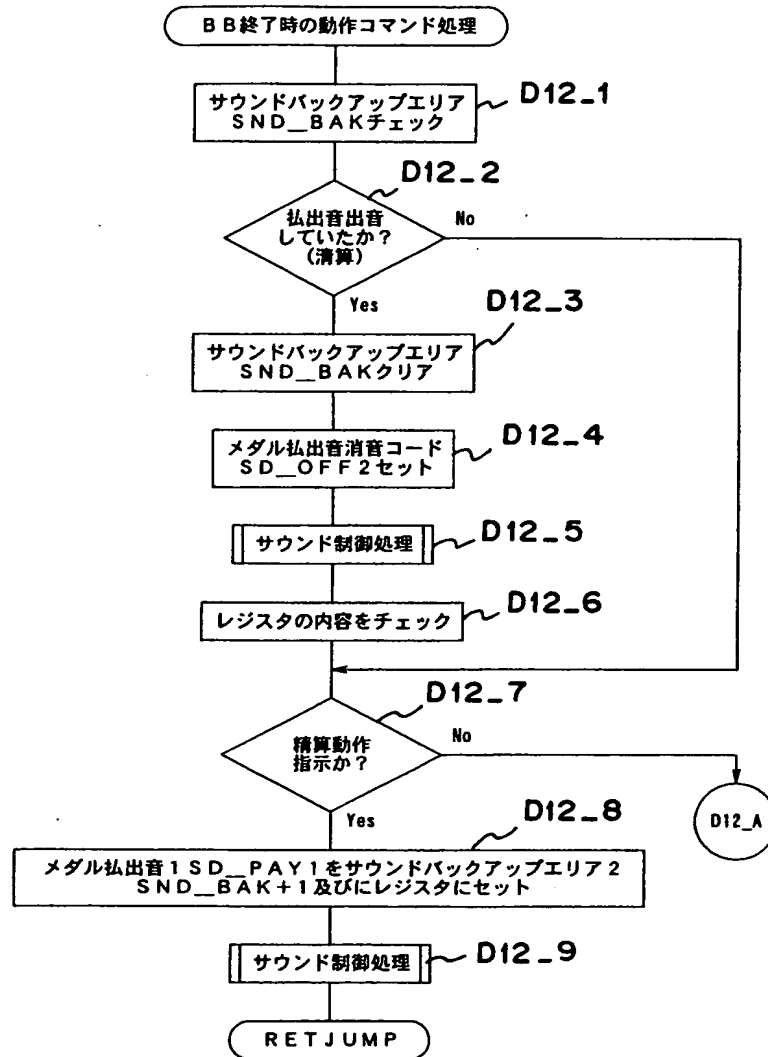 ＢＢ終了時の動作コマンド処理
サウンドバックアップエリア
ＳＮＤ＿ＢＡＫチェック
D12_1
D12_2
払出音出音
していたか？
(清算)
No
Yes
D12_3
サウンドバックアップエリア
ＳＮＤ＿ＢＡＫクリア
D12_4
メダル払出音消音コード
ＳＤ＿ＯＦＦ２セット
サウンド制御処理
D12_5
レジスタの内容をチェック
D12_6
D12_7
精算動作
指示か？
No
Yes
D12_A
D12_8
メダル払出音１ＳＤ＿ＰＡＹ１をサウンドバックアップエリア２
ＳＮＤ＿ＢＡＫ＋１及びにレジスタにセット
サウンド制御処理
D12_9
ＲＥＴＪＵＭＰ